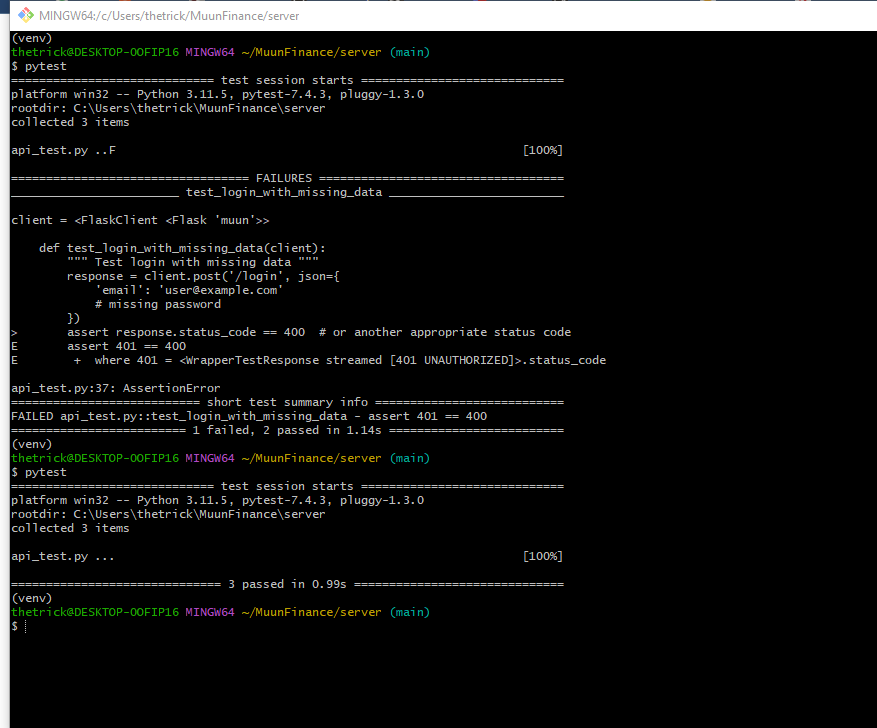 MINGW64:/c/Users/thetrick/MuunFinance/server
(venv)
thetrick@DESKTOP-OOFIP16 MINGW64 ~/MuunFinance/server (main)
$ pytest
============================= test session starts =============================
platform win32 -- Python 3.11.5, pytest-7.4.3, pluggy-1.3.0
rootdir: C:\Users\thetrick\MuunFinance\server
collected 3 items

api_test.py ..F                                                          [100%]

================================== FAILURES ===================================
________________________ test_login_with_missing_data _________________________

client = <FlaskClient <Flask 'muun'>>

    def test_login_with_missing_data(client):
        """ Test login with missing data """
        response = client.post('/login', json={
            'email': 'user@example.com'
            # missing password
        })
>       assert response.status_code == 400  # or another appropriate status code
E       assert 401 == 400
E        +  where 401 = <WrapperTestResponse streamed [401 UNAUTHORIZED]>.status_code

api_test.py:37: AssertionError
=========================== short test summary info ===========================
FAILED api_test.py::test_login_with_missing_data - assert 401 == 400
========================= 1 failed, 2 passed in 1.14s =========================
(venv)
thetrick@DESKTOP-OOFIP16 MINGW64 ~/MuunFinance/server (main)
$ pytest
============================= test session starts =============================
platform win32 -- Python 3.11.5, pytest-7.4.3, pluggy-1.3.0
rootdir: C:\Users\thetrick\MuunFinance\server
collected 3 items

api_test.py ...                                                          [100%]

============================== 3 passed in 0.99s ==============================
(venv)
thetrick@DESKTOP-OOFIP16 MINGW64 ~/MuunFinance/server (main)
$